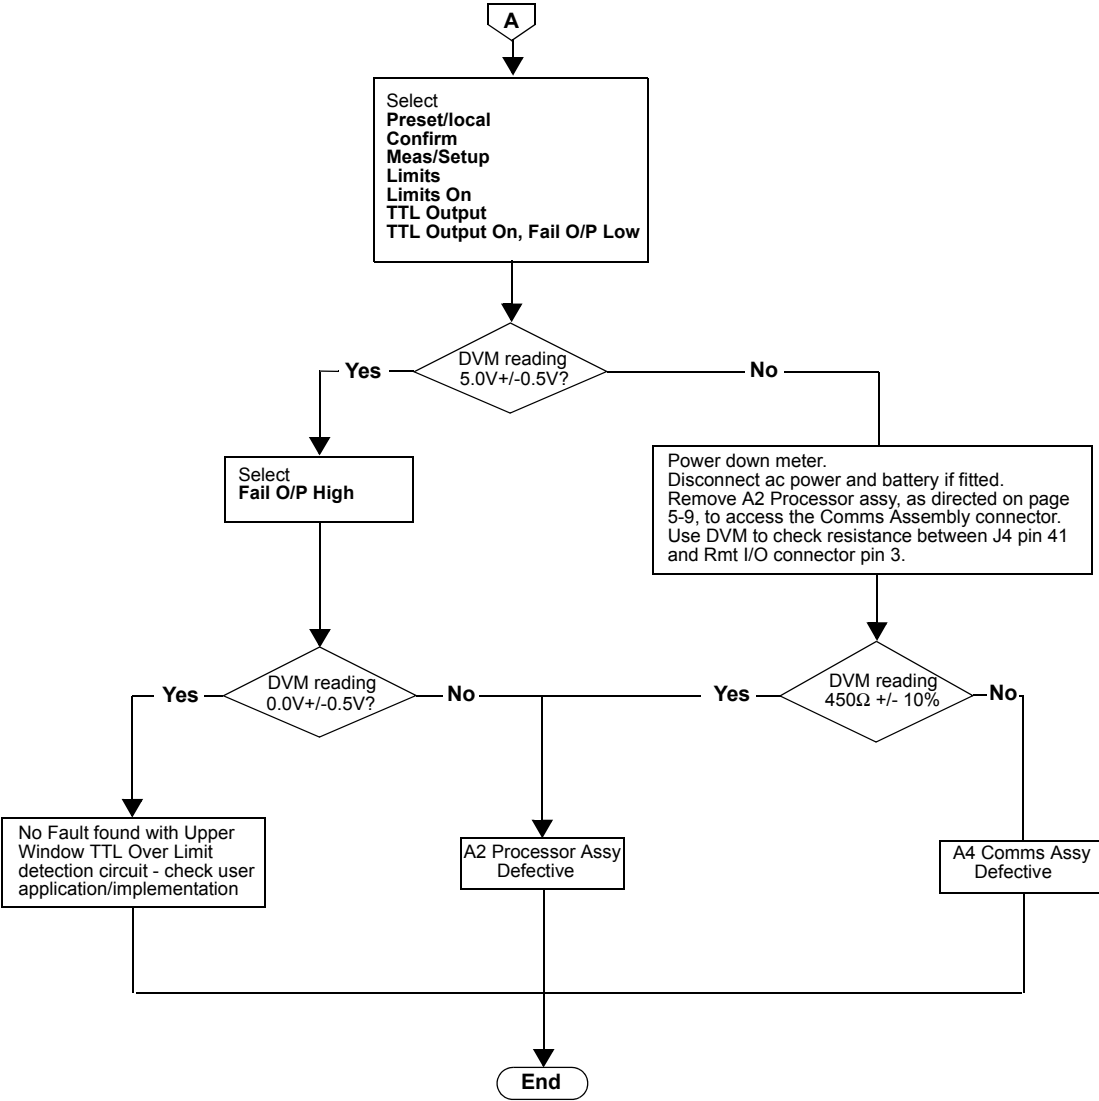 A
Select
Preset/local
Confirm
Meas/Setup
Limits
Limits On
TTL Output
TTL Output On, Fail O/P Low
DVM reading
5.0V+/-0.5V?
Yes
No
Select
Fail O/P High
Power down meter.
Disconnect ac power and battery if fitted.
Remove A2 Processor assy, as directed on page
5-9, to access the Comms Assembly connector.
Use DVM to check resistance between J4 pin 41
and Rmt I/O connector pin 3.
DVM reading
0.0V+/-0.5V?
Yes
No
DVM reading
450Ω +/- 10%
Yes
No
No Fault found with Upper
Window TTL Over Limit
detection circuit - check user
application/implementation
A2 Processor Assy
Defective
A4 Comms Assy
Defective
End